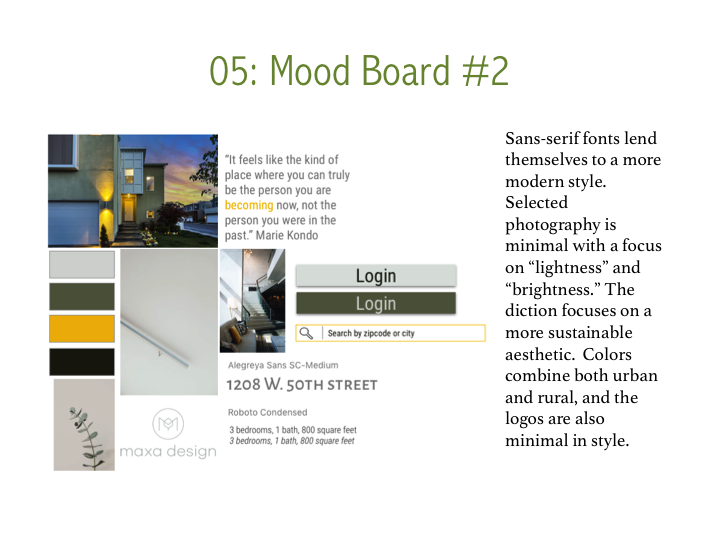 05: Mood Board #2
“It feels like the kind of
place where you can truly
be the person you are
becoming now, not the
person you were in the
past.” Marie Kondo
Login
Login
Search by zipcode or city
Alegreya Sans SC-Medium
1208 W. 50TH STREET
Roboto Condensed
3 bedrooms, 1 bath, 800 square feet
3 bedrooms, 1 bath, 800 square feet
maxa design
Sans-serif fonts lend
themselves to a more
modern style.
Selected
photography is
minimal with a focus
on “lightness” and
“brightness.” The
diction focuses on a
more sustainable
aesthetic.  Colors
combine both urban
and rural, and the
logos are also
minimal in style.